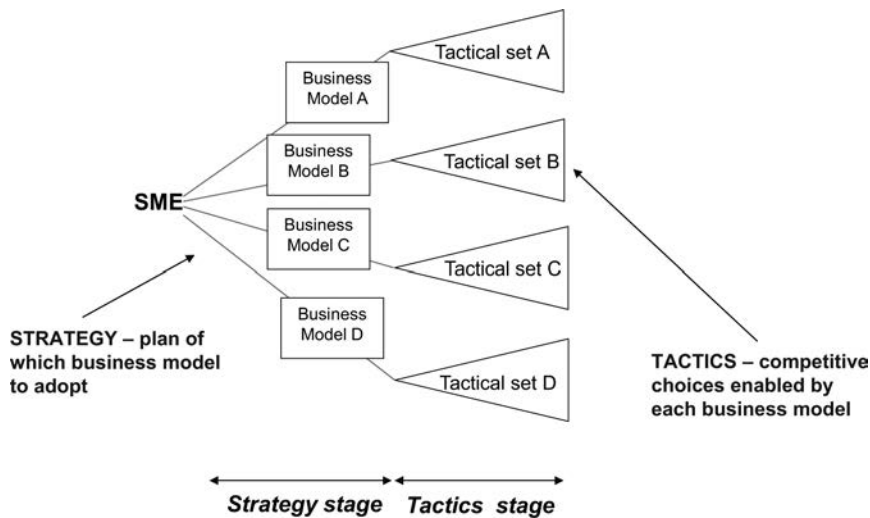 Tactical set A
Business
Model A
Business
Model B
Tactical set B
SME
Business
Model C
Tactical set C
Business
Model D
STRATEGY – plan of
which business model
to adopt
TACTICS – competitive
choices enabled by
each business model
Tactical set D
Strategy stage
Tactics stage